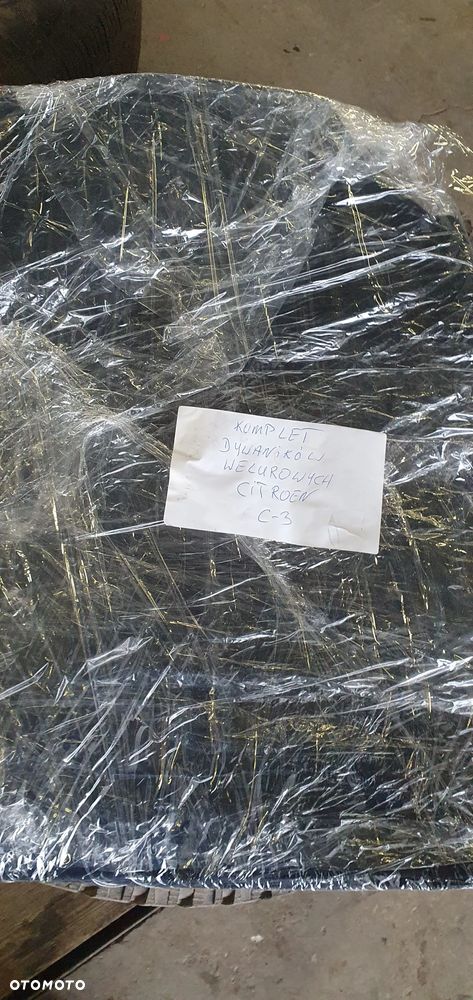 KOMPLET
DYWANIKÓW
WELUROWYCH
CITROEN
C-3
OTOMOTO